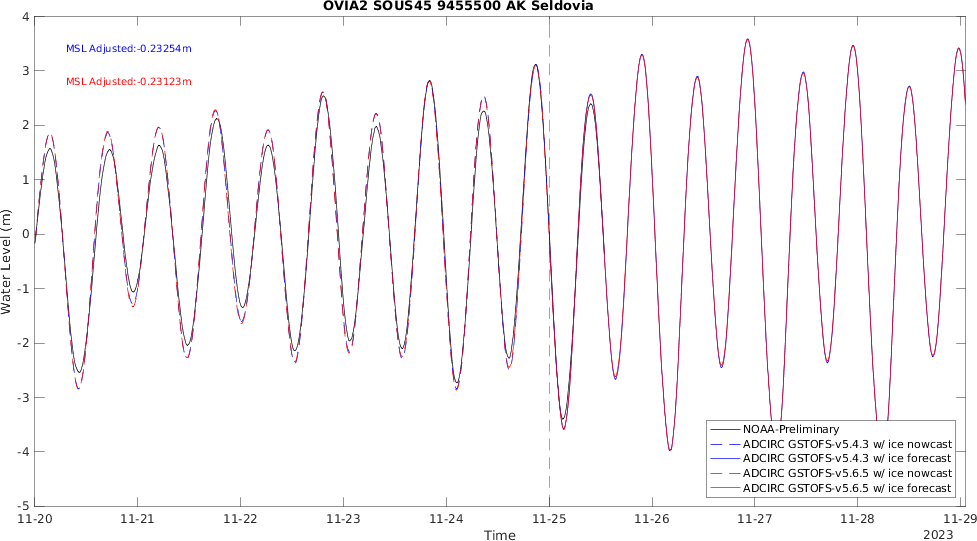 OVIA2 SOUS45 9455500 AK Seldovia
MSL Adjusted:-0.23254m
MSL Adjusted:-0.23123m
Water Level (m)
4
3
2
1
0
-1
-2
-3
-4
-5
NOAA-Preliminary
ADCIRC GSTOFS-v5.4.3 w/ ice nowcast
ADCIRC GSTOFS-v5.4.3 w/ ice forecast
ADCIRC GSTOFS-v5.6.5 w/ ice nowcast
ADCIRC GSTOFS-v5.6.5 w/ ice forecast
11-20 11-21 11-22 11-23 11-24 11-25 11-26 11-27 11-28 11-29
Time
2023